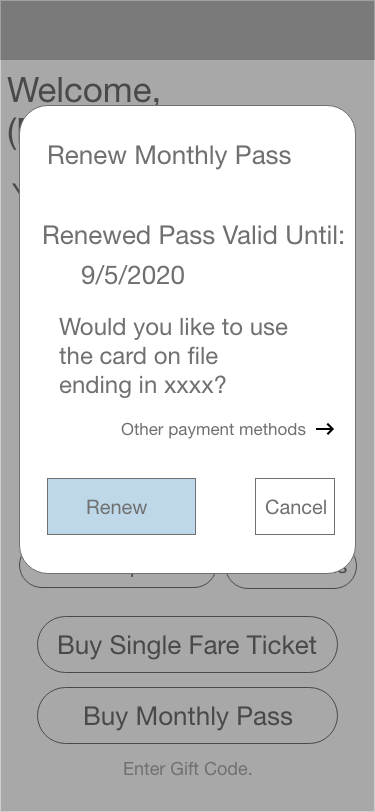 Welcome,
Renew Monthly Pass
Renewed Pass Valid Until:
9/5/2020
Would you like to use
the card on file
ending in xxxx?
Other payment methods →
Renew
Cancel
Buy Single Fare Ticket
Buy Monthly Pass
Enter Gift Code.